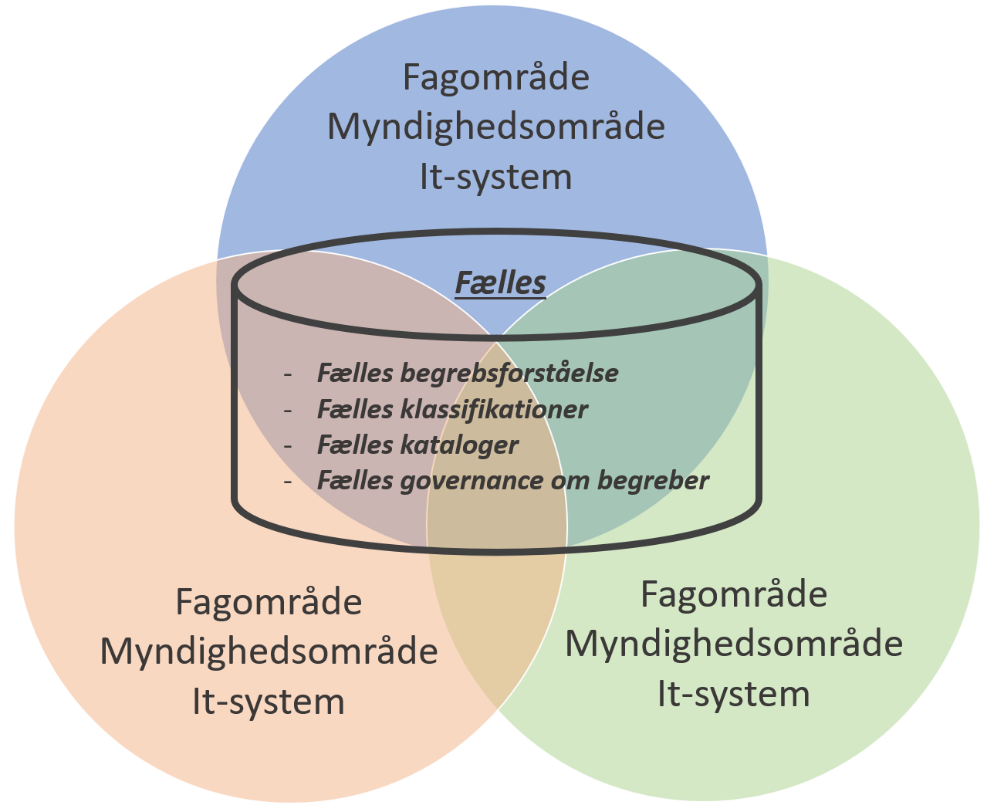 Fagområde
Myndighedsområde
It-system
Fælles
- Fælles begrebsforståelse
- Fælles klassifikationer
- Fælles kataloger
- Fælles governance om begreber
Fagområde
Myndighedsområde
It-system
Fagområde
Myndighedsområde
It-system